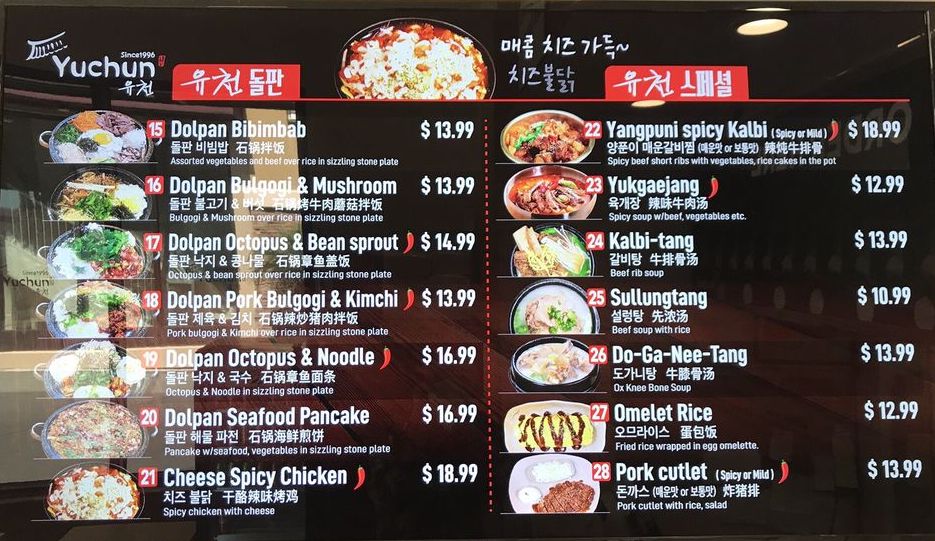 Since1996
Yuchun
유천
유천 돌판
매콤 치즈 가득~
치즈불닭
유천 스페셜
15 Dolpan Bibimbab $ 13.99
돌판 비빔밥 石锅拌饭
Assorted vegetables and beef over rice in sizzling stone plate
16 Dolpan Bulgogi & Mushroom $ 13.99
돌판 불고기 & 버섯 石锅烤牛肉蘑菇拌饭
Bulgogi & Mushroom over rice in sizzling stone plate
17 Dolpan Octopus & Bean sprout $ 14.99
돌판 낙지 & 콩나물 石锅章鱼盖饭
Octopus & bean sprout over rice in sizzling stone plate
18 Dolpan Pork Bulgogi & Kimchi $ 13.99
돌판 제육 & 김치 石锅辣炒猪肉拌饭
Pork bulgogi & Kimchi over rice in sizzling stone plate
19 Dolpan Octopus & Noodle $ 16.99
돌판 낙지 & 국수 石锅章鱼面条
Octopus & Noodle in sizzling stone plate
20 Dolpan Seafood Pancake $ 16.99
돌판 해물 파전 石锅海鲜煎饼
Pancake w/seafood, vegetables in sizzling stone plate
21 Cheese Spicy Chicken $ 18.99
치즈 불닭 干酪辣味烤鸡
Spicy chicken with cheese
22 Yangpuni spicy Kalbi (Spicy or Mild) $ 18.99
양푼이 매운갈비찜 (매운맛 or 보통맛) 辣炖牛排骨
Spicy beef short ribs with vegetables, rice cakes in the pot
23 Yukgaejang $ 12.99
육개장 辣味牛肉汤
Spicy soup w/beef, vegetables etc.
24 Kalbi-tang $ 13.99
갈비탕 牛排骨汤
Beef rib soup
25 Sullungtang $ 10.99
설렁탕 先浓汤
Beef soup with rice
26 Do-Ga-Nee-Tang $ 13.99
도가니탕 牛膝骨汤
Ox Knee Bone Soup
27 Omelet Rice $ 12.99
오므라이스 蛋包饭
Fried rice wrapped in egg omelette.
28 Pork cutlet (Spicy or Mild) $ 13.99
돈까스 (매운맛 or 보통맛) 炸猪排
Pork cutlet with rice, salad